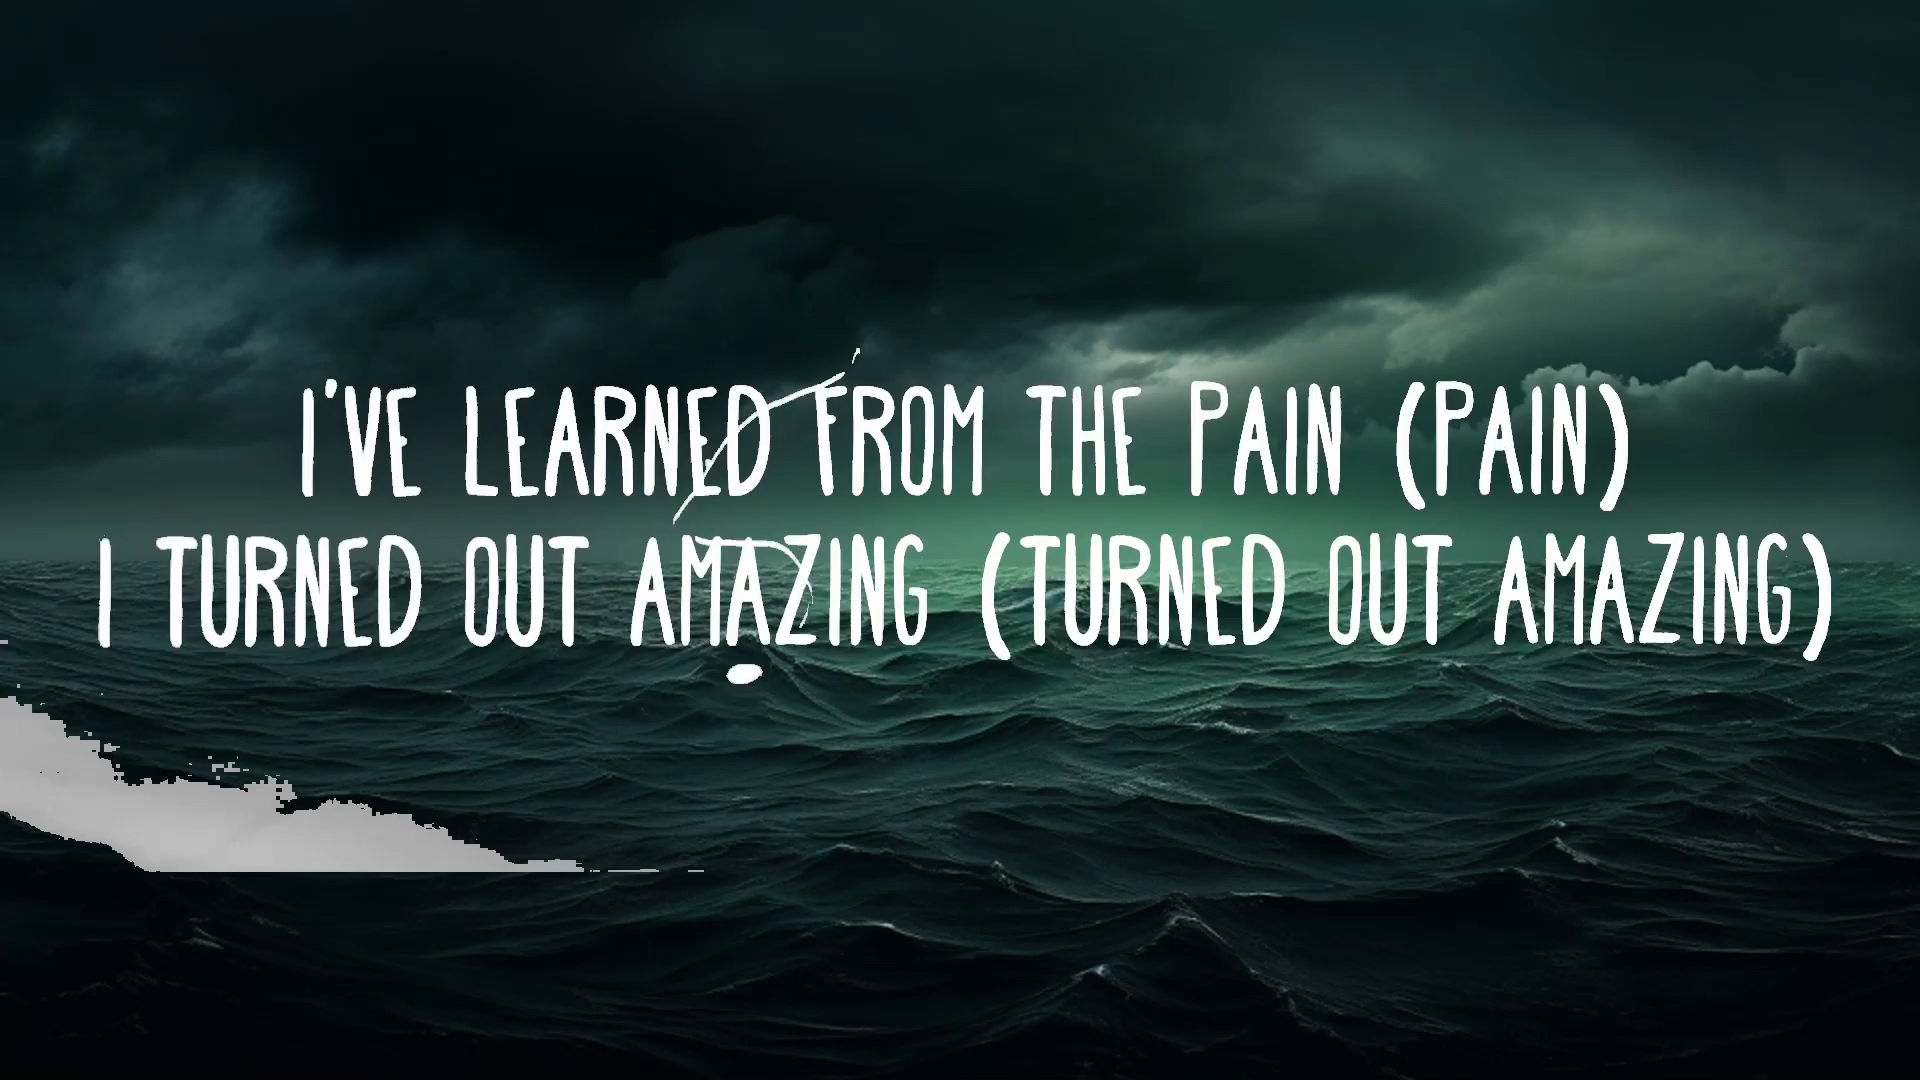 I'VE LEARNED FROM THE PAIN (PAIN)
I TURNED OUT AMAZING (TURNED OUT AMAZING)